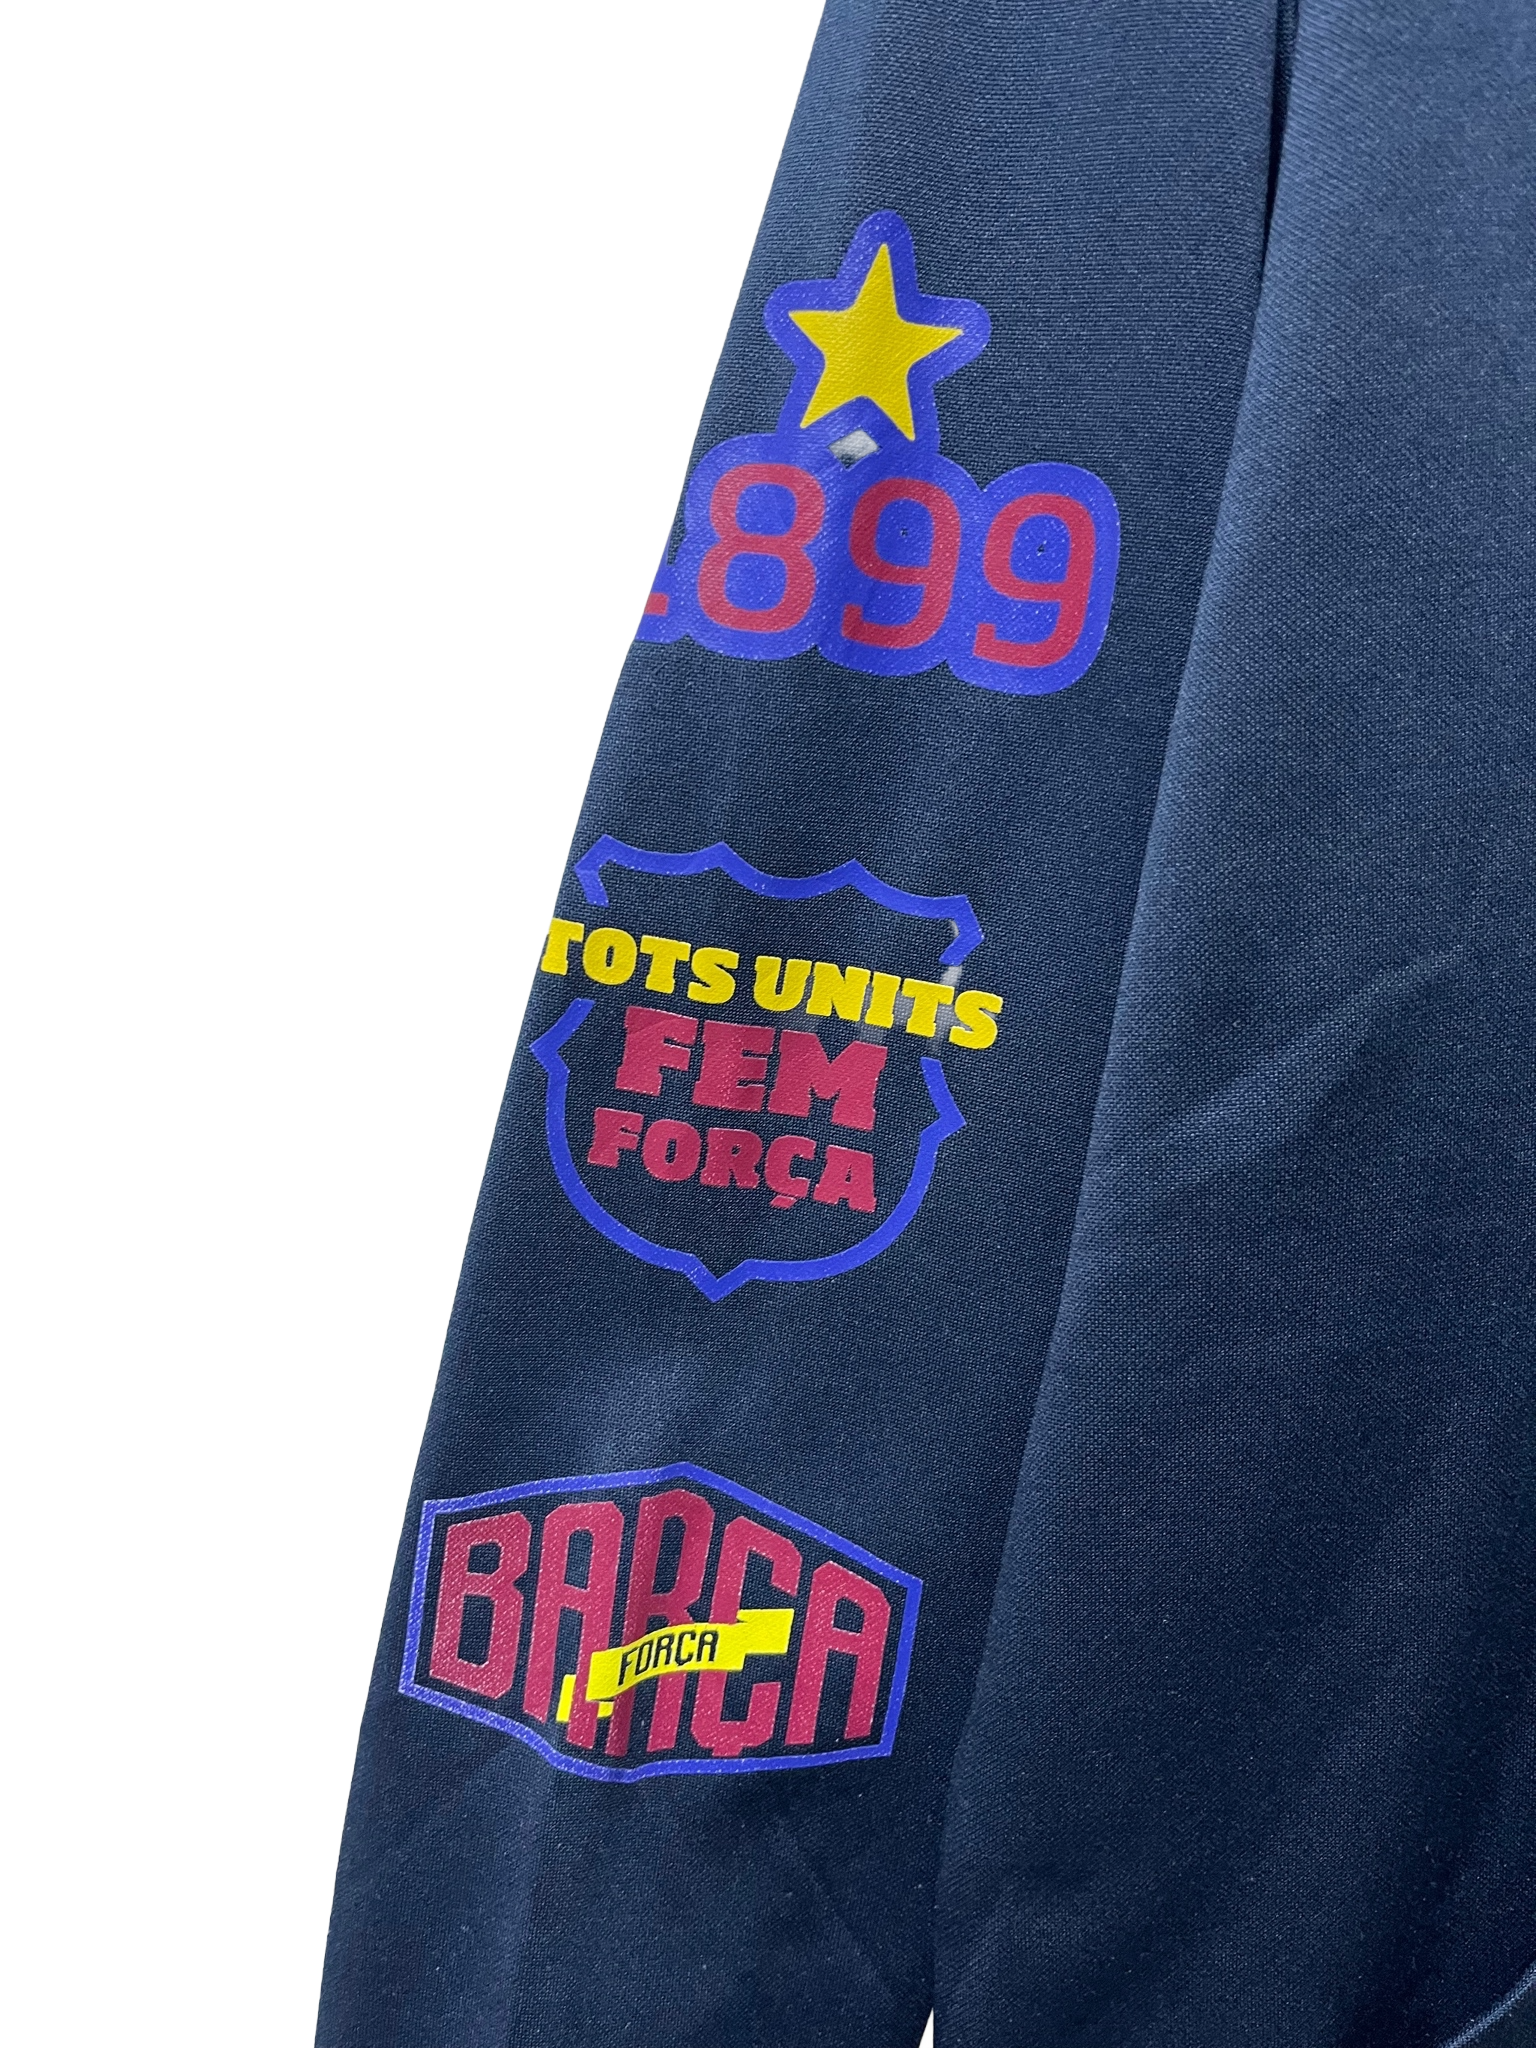 1899
TOTS UNITS
FEM
FORÇA
BARÇA
FORÇA